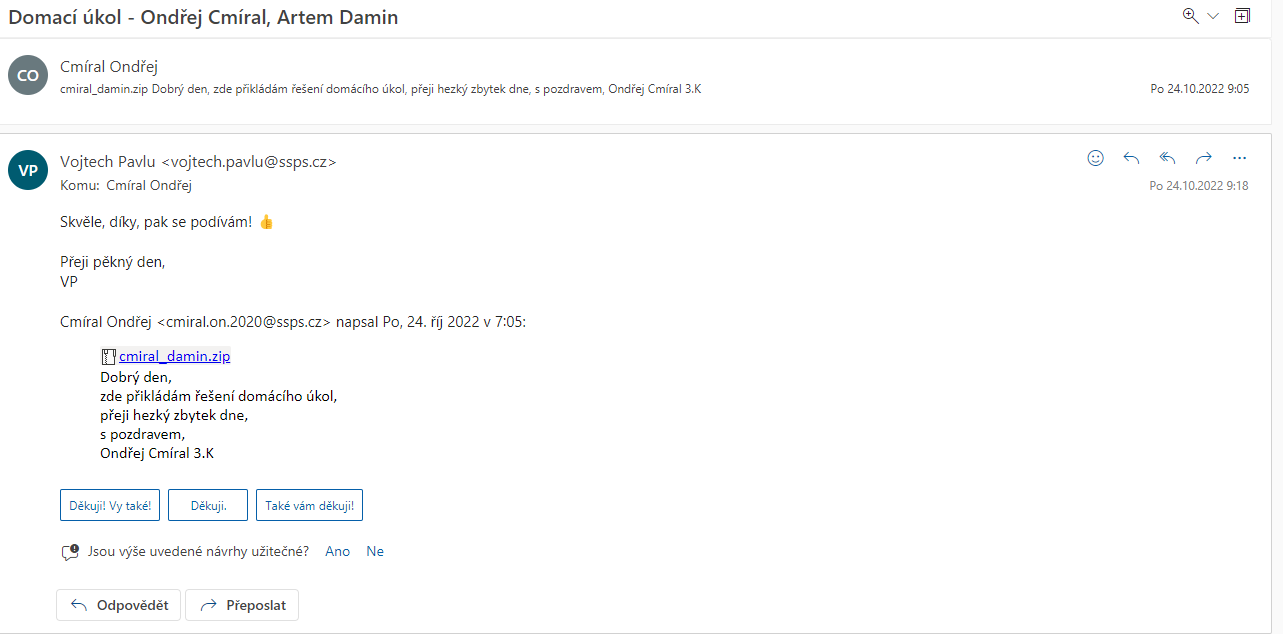 Domací úkol - Ondřej Cmíral, Artem Damin
CO
Cmíral Ondřej
cmiral_damin.zip Dobrý den, zde přikládám řešení domácího úkol, přeji hezký zbytek dne, s pozdravem, Ondřej Cmíral 3.K
Po 24.10.2022 9:05
VP
Vojtech Pavlu <vojtech.pavlu@ssps.cz>
Komu: Cmíral Ondřej
Po 24.10.2022 9:18
Skvěle, díky, pak se podívám! 👍
Přeji pěkný den,
VP
Cmíral Ondřej <cmiral.on.2020@ssps.cz> napsal Po, 24. říj 2022 v 7:05:
cmiral_damin.zip
Dobrý den,
zde přikládám řešení domácího úkol,
přeji hezký zbytek dne,
s pozdravem,
Ondřej Cmíral 3.K
Děkuji! Vy také! Děkuji. Také vám děkuji!
Jsou výše uvedené návrhy užitečné? Ano Ne
Odpovědět Přeposlat